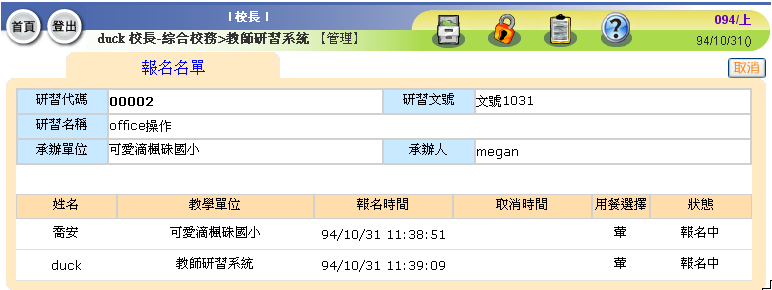 首頁 登出 | 校長 | 094/上
duck 校長-綜合校務>教師研習系統 【管理】 94/10/31()
報名名單 取消
研習代碼 00002 研習文號 文號1031
研習名稱 office操作
承辦單位 可愛滴楓硃國小 承辦人 megan
姓名 教學單位 報名時間 取消時間 用餐選擇 狀態
喬安 可愛滴楓硃國小 94/10/31 11:38:51 葷 報名中
duck 教師研習系統 94/10/31 11:39:09 葷 報名中